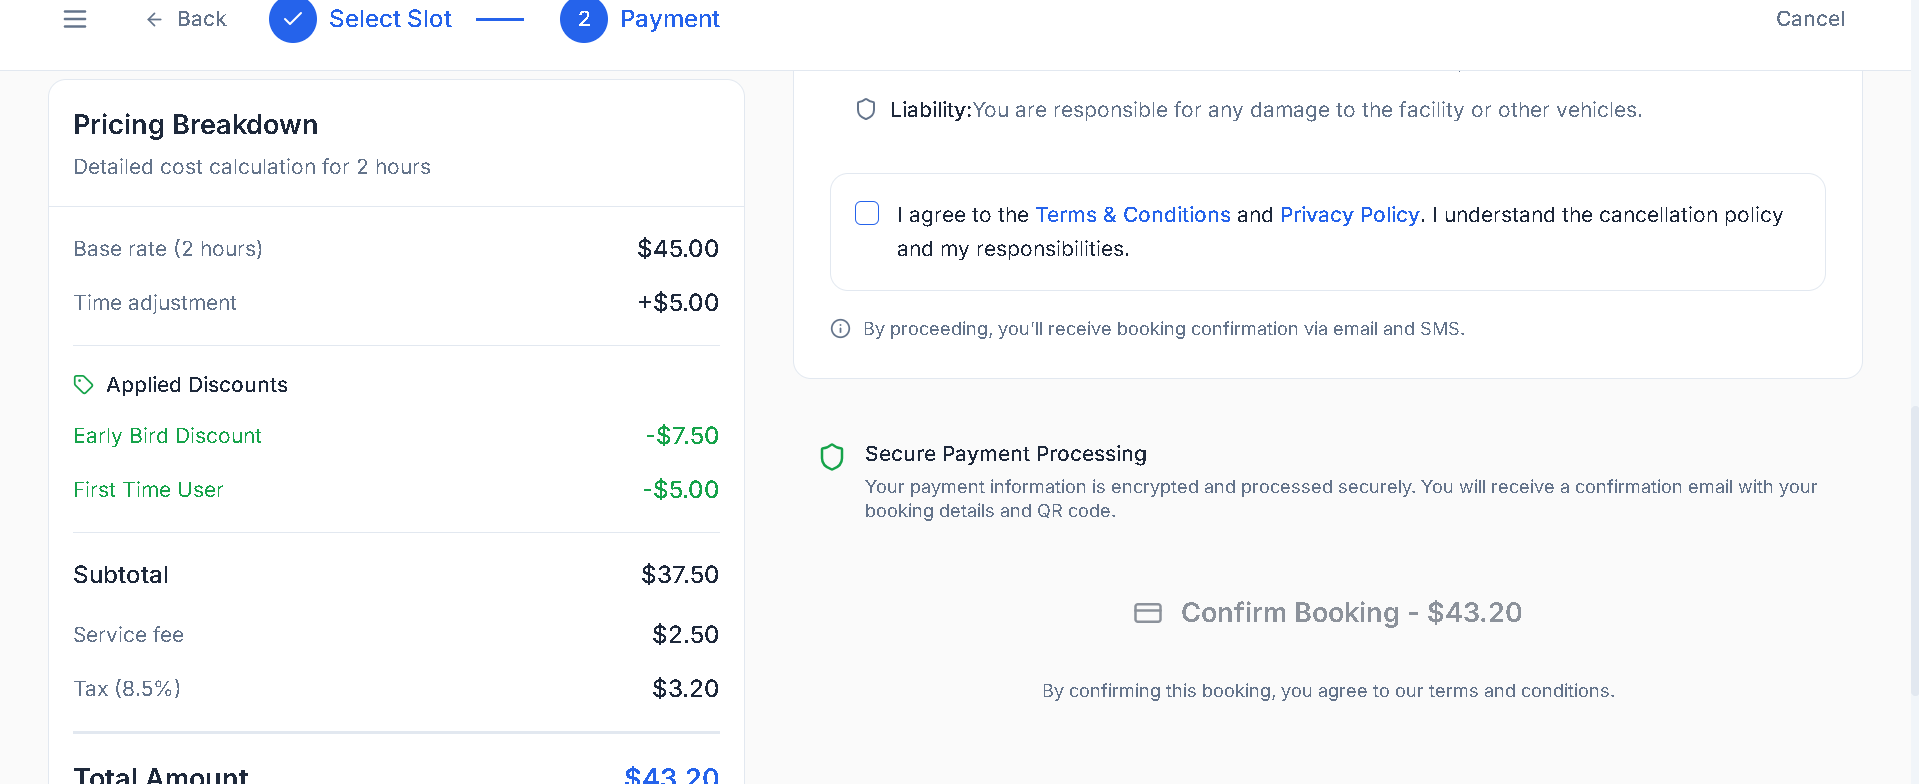 Back
Select Slot
2
Payment
Cancel
Pricing Breakdown
Detailed cost calculation for 2 hours
Base rate (2 hours) $45.00
Time adjustment +$5.00
Applied Discounts
Early Bird Discount -$7.50
First Time User -$5.00
Subtotal $37.50
Service fee $2.50
Tax (8.5%) $3.20
Total Amount $43.20
Liability:You are responsible for any damage to the facility or other vehicles.
I agree to the Terms & Conditions and Privacy Policy. I understand the cancellation policy
and my responsibilities.
By proceeding, you'll receive booking confirmation via email and SMS.
Secure Payment Processing
Your payment information is encrypted and processed securely. You will receive a confirmation email with your
booking details and QR code.
Confirm Booking - $43.20
By confirming this booking, you agree to our terms and conditions.